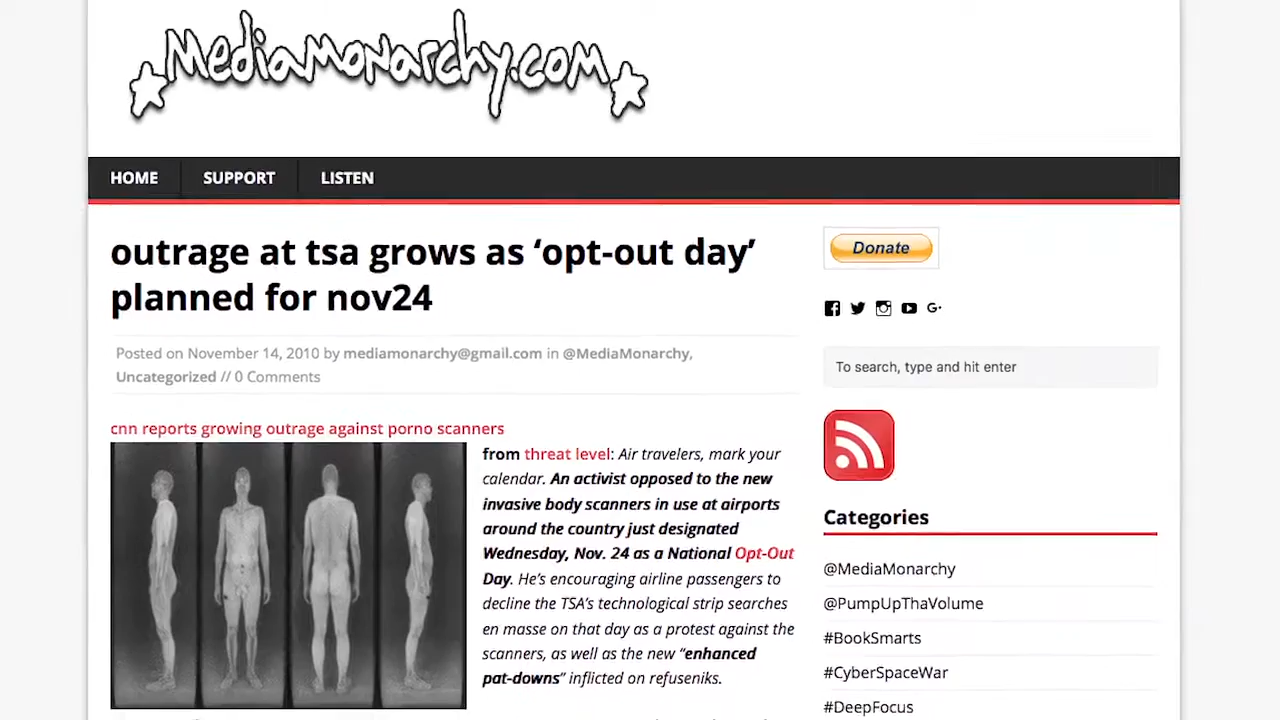 Mediamonarchy.com
HOME SUPPORT LISTEN
outrage at tsa grows as ‘opt-out day’
planned for nov24
Posted on November 14, 2010 by mediamonarchy@gmail.com in @MediaMonarchy,
Uncategorized // 0 Comments
cnn reports growing outrage against porno scanners
from threat level: Air travelers, mark your
calendar. An activist opposed to the new
invasive body scanners in use at airports
around the country just designated
Wednesday, Nov. 24 as a National Opt-Out
Day. He’s encouraging airline passengers to
decline the TSA’s technological strip searches
en masse on that day as a protest against the
scanners, as well as the new “enhanced
pat-downs” inflicted on refuseniks.
Donate
To search, type and hit enter
Categories
@MediaMonarchy
@PumpUpThaVolume
#BookSmarts
#CyberSpaceWar
#DeepFocus